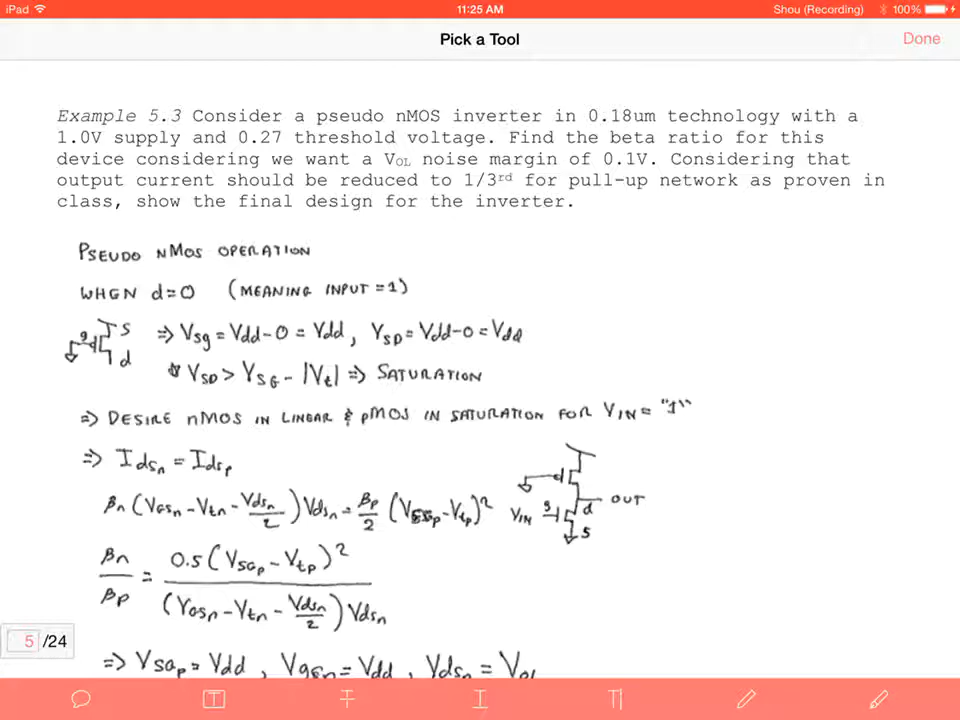 iPad 11:25 AM Shou (Recording) 100%
Pick a Tool Done
Example 5.3 Consider a pseudo nMOS inverter in 0.18um technology with a
1.0V supply and 0.27 threshold voltage. Find the beta ratio for this
device considering we want a VOL noise margin of 0.1V. Considering that
output current should be reduced to 1/3rd for pull-up network as proven in
class, show the final design for the inverter.
PSEUDO nMOS OPERATION
WHEN d=0 (MEANING INPUT =1)
g S d
⇒ Vsg = Vdd-0 = Vdd, VSD = Vdd-0 = Vdd
VSD > VSG - |Vt| ⇒ SATURATION
⇒ DESIRE nMOS IN LINEAR & pMOS IN SATURATION FOR VIN = "1"
⇒ Idsn = Idsp
βn (VGSn - Vtn - Vdsn/2) Vdsn = βp/2 (VSGp - Vtp)²
VIN g d S OUT
βn/βp = 0.5 (VSGp - Vtp)² / (VGSn - Vtn - Vdsn/2) Vdsn
5 /24
⇒ VSGp = Vdd, Vgsn = Vdd, Vdsn = VOL